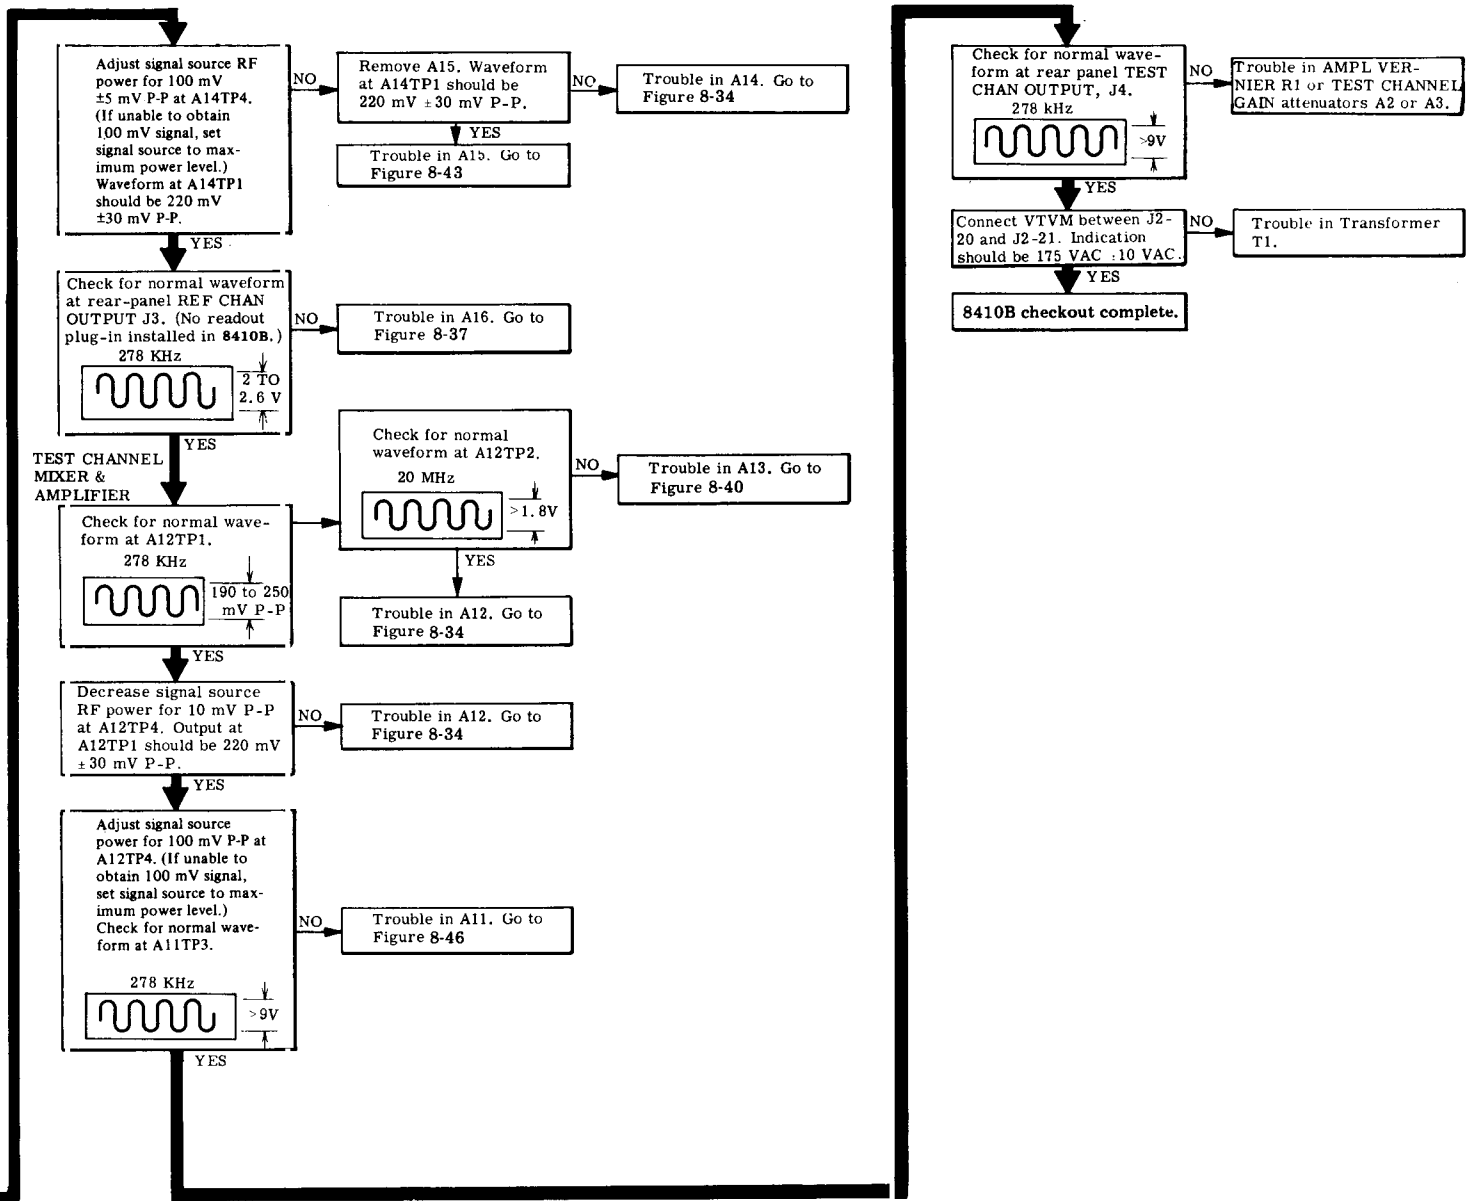 Adjust signal source RF
power for 100 mV
±5 mV P-P at A14TP4.
(If unable to obtain
100 mV signal, set
signal source to max-
imum power level.)
Waveform at A14TP1
should be 220 mV
±30 mV P-P.
NO
Remove A15. Waveform
at A14TP1 should be
220 mV ±30 mV P-P.
NO
Trouble in A14. Go to
Figure 8-34
YES
Trouble in A15. Go to
Figure 8-43
YES
Check for normal waveform
at rear-panel REF CHAN
OUTPUT J3. (No readout
plug-in installed in 8410B.)
278 KHz
2 TO
2.6 V
NO
Trouble in A16. Go to
Figure 8-37
YES
TEST CHANNEL
MIXER &
AMPLIFIER
Check for normal wave-
form at A12TP1.
278 KHz
190 to 250
mV P-P
Check for normal
waveform at A12TP2.
20 MHz
>1.8V
NO
Trouble in A13. Go to
Figure 8-40
YES
Trouble in A12. Go to
Figure 8-34
YES
Decrease signal source
RF power for 10 mV P-P
at A12TP4. Output at
A12TP1 should be 220 mV
±30 mV P-P.
NO
Trouble in A12. Go to
Figure 8-34
YES
Adjust signal source
power for 100 mV P-P at
A12TP4. (If unable to
obtain 100 mV signal,
set signal source to max-
imum power level.)
Check for normal wave-
form at A11TP3.
278 KHz
>9V
NO
Trouble in A11. Go to
Figure 8-46
YES
Check for normal wave-
form at rear panel TEST
CHAN OUTPUT, J4.
278 kHz
>9V
NO
Trouble in AMPL VER-
NIER R1 or TEST CHANNEL
GAIN attenuators A2 or A3.
YES
Connect VTVM between J2-
20 and J2-21. Indication
should be 175 VAC :10 VAC.
NO
Trouble in Transformer
T1.
YES
8410B checkout complete.